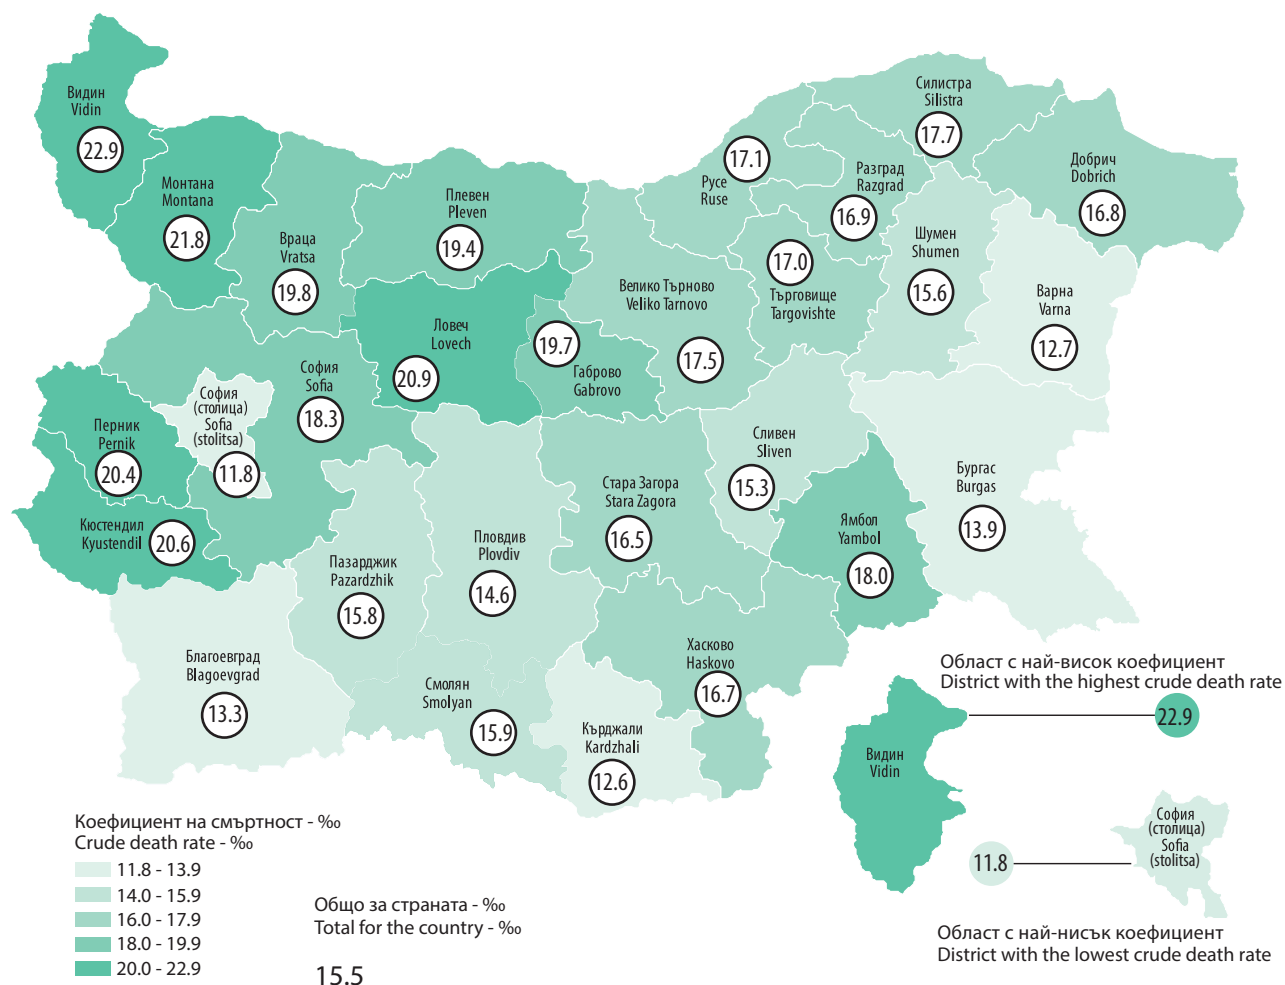 Видин
Vidin
22.9
Монтана
Montana
21.8
Враца
Vratsa
19.8
Плевен
Pleven
19.4
Ловеч
Lovech
20.9
Габрово
Gabrovo
19.7
Велико Търново
Veliko Tarnovo
17.5
Русе
Ruse
17.1
Разград
Razgrad
16.9
Силистра
Silistra
17.7
Добрич
Dobrich
16.8
Търговище
Targovishte
17.0
Шумен
Shumen
15.6
Варна
Varna
12.7
София
Sofia
18.3
София
(столица)
Sofia
(stolitsa)
11.8
Перник
Pernik
20.4
Кюстендил
Kyustendil
20.6
Благоевград
Blagoevgrad
13.3
Пазарджик
Pazardzhik
15.8
Пловдив
Plovdiv
14.6
Смолян
Smolyan
15.9
Стара Загора
Stara Zagora
16.5
Сливен
Sliven
15.3
Ямбол
Yambol
18.0
Бургас
Burgas
13.9
Хасково
Haskovo
16.7
Кърджали
Kardzhali
12.6
Област с най-висок коефициент
District with the highest crude death rate
22.9
Видин
Vidin
София
(столица)
Sofia
(stolitsa)
11.8
Област с най-нисък коефициент
District with the lowest crude death rate
Коефициент на смъртност - ‰
Crude death rate - ‰
11.8 - 13.9
14.0 - 15.9
16.0 - 17.9
18.0 - 19.9
20.0 - 22.9
Общо за страната - ‰
Total for the country - ‰
15.5